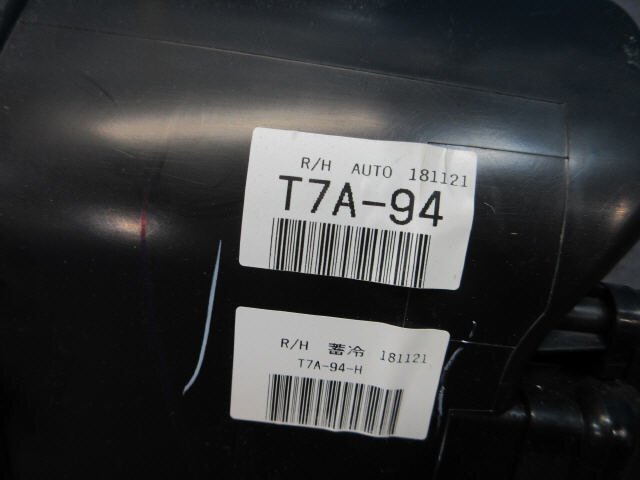 R/H AUTO 181121
T7A-94
R/H 蓄冷 181121
T7A-94-H